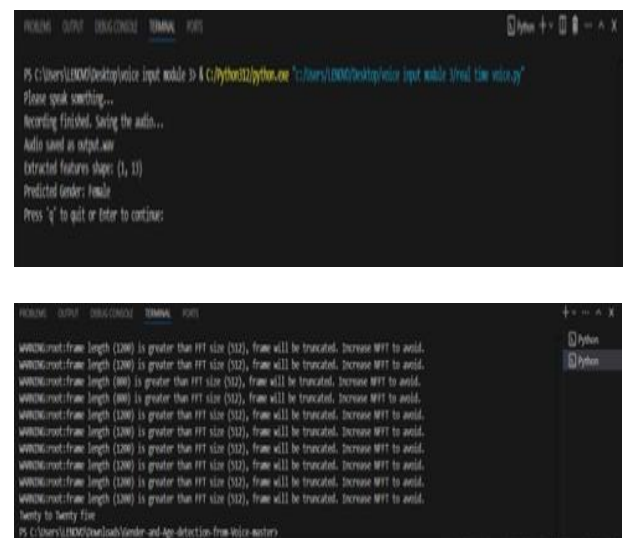 PROBLEMS OUTPUT DEBUG CONSOLE TERMINAL PORTS
Python
PS C:\Users\LENOVO\Desktop\voice input module 3> & C:/Python312/python.exe "c:/Users/LENOVO/Desktop/voice input module 3/real time voice.py"
Please speak something...
Recording finished. Saving the audio...
Audio saved as output.wav
Extracted features shape: (1, 13)
Predicted Gender: Female
Press 'q' to quit or Enter to continue:
PROBLEMS OUTPUT DEBUG CONSOLE TERMINAL PORTS
Python
Python
WARNING:root:frame length (1200) is greater than FFT size (512), frame will be truncated. Increase NFFT to avoid.
WARNING:root:frame length (1200) is greater than FFT size (512), frame will be truncated. Increase NFFT to avoid.
WARNING:root:frame length (800) is greater than FFT size (512), frame will be truncated. Increase NFFT to avoid.
WARNING:root:frame length (800) is greater than FFT size (512), frame will be truncated. Increase NFFT to avoid.
WARNING:root:frame length (1200) is greater than FFT size (512), frame will be truncated. Increase NFFT to avoid.
WARNING:root:frame length (1200) is greater than FFT size (512), frame will be truncated. Increase NFFT to avoid.
WARNING:root:frame length (1200) is greater than FFT size (512), frame will be truncated. Increase NFFT to avoid.
WARNING:root:frame length (1200) is greater than FFT size (512), frame will be truncated. Increase NFFT to avoid.
WARNING:root:frame length (1200) is greater than FFT size (512), frame will be truncated. Increase NFFT to avoid.
WARNING:root:frame length (1200) is greater than FFT size (512), frame will be truncated. Increase NFFT to avoid.
Twenty to Twenty five
PS C:\Users\LENOVO\Downloads\Gender-and-Age-detection-from-Voice-master>